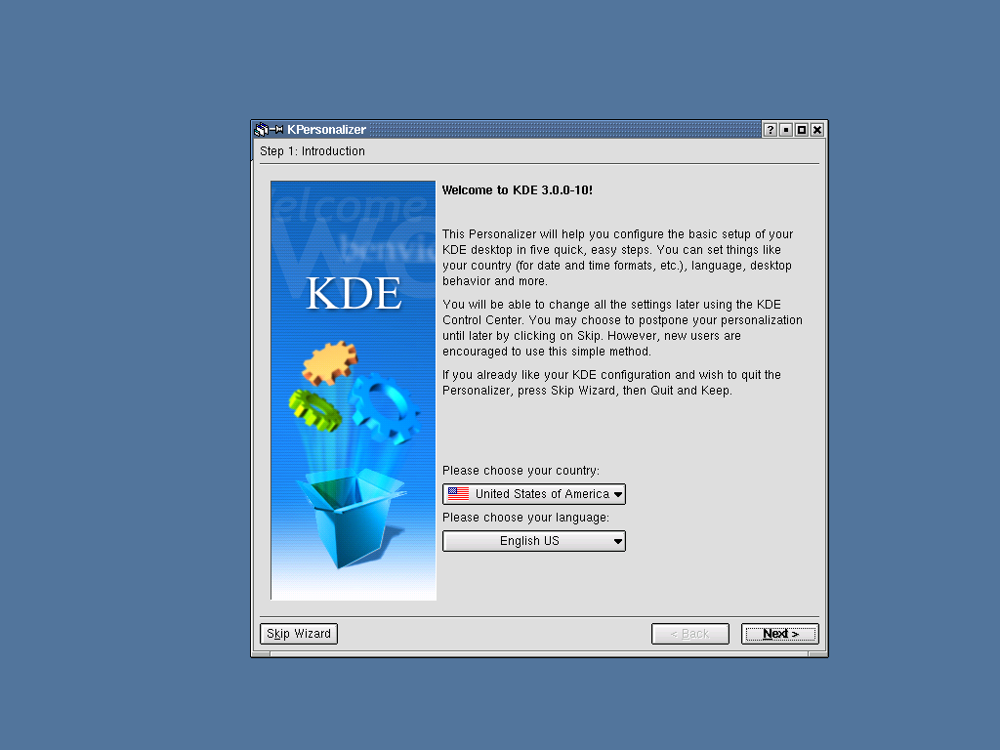 KPersonalizer
Step 1: Introduction
Welcome
We
benvid
KDE
Welcome to KDE 3.0.0-10!
This Personalizer will help you configure the basic setup of your
KDE desktop in five quick, easy steps. You can set things like
your country (for date and time formats, etc.), language, desktop
behavior and more.
You will be able to change all the settings later using the KDE
Control Center. You may choose to postpone your personalization
until later by clicking on Skip. However, new users are
encouraged to use this simple method.
If you already like your KDE configuration and wish to quit the
Personalizer, press Skip Wizard, then Quit and Keep.
Please choose your country:
United States of America
Please choose your language:
English US
Skip Wizard
< Back
Next >